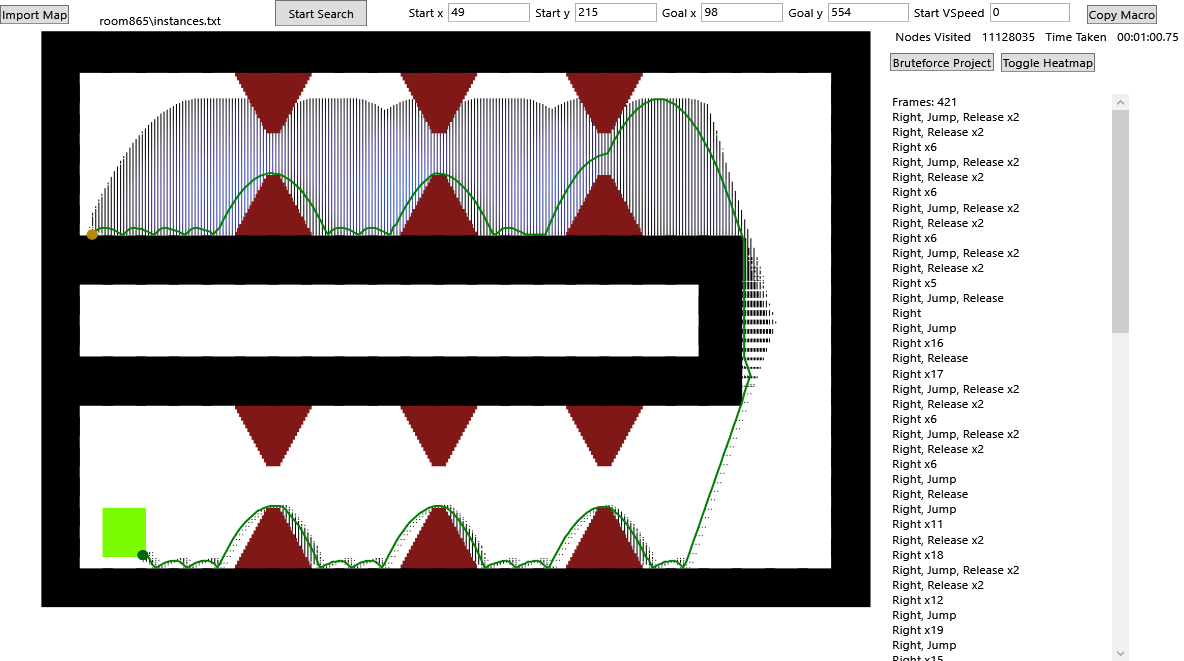 Import Map
room865\instances.txt
Start Search
Start x 49 Start y 215 Goal x 98 Goal y 554 Start VSpeed 0
Copy Macro
Nodes Visited 11128035 Time Taken 00:01:00.75
Bruteforce Project Toggle Heatmap
Frames: 421
Right, Jump, Release x2
Right, Release x2
Right x6
Right, Jump, Release x2
Right, Release x2
Right x6
Right, Jump, Release x2
Right, Release x2
Right x6
Right, Jump, Release x2
Right, Release x2
Right x5
Right, Jump, Release
Right
Right, Jump
Right x16
Right, Release
Right x17
Right, Jump, Release x2
Right, Release x2
Right x6
Right, Jump, Release x2
Right, Release x2
Right x6
Right, Jump
Right, Release
Right, Jump
Right x11
Right, Release x2
Right x18
Right, Jump, Release x2
Right, Release x2
Right x12
Right, Jump
Right x19
Right, Jump
Right x15